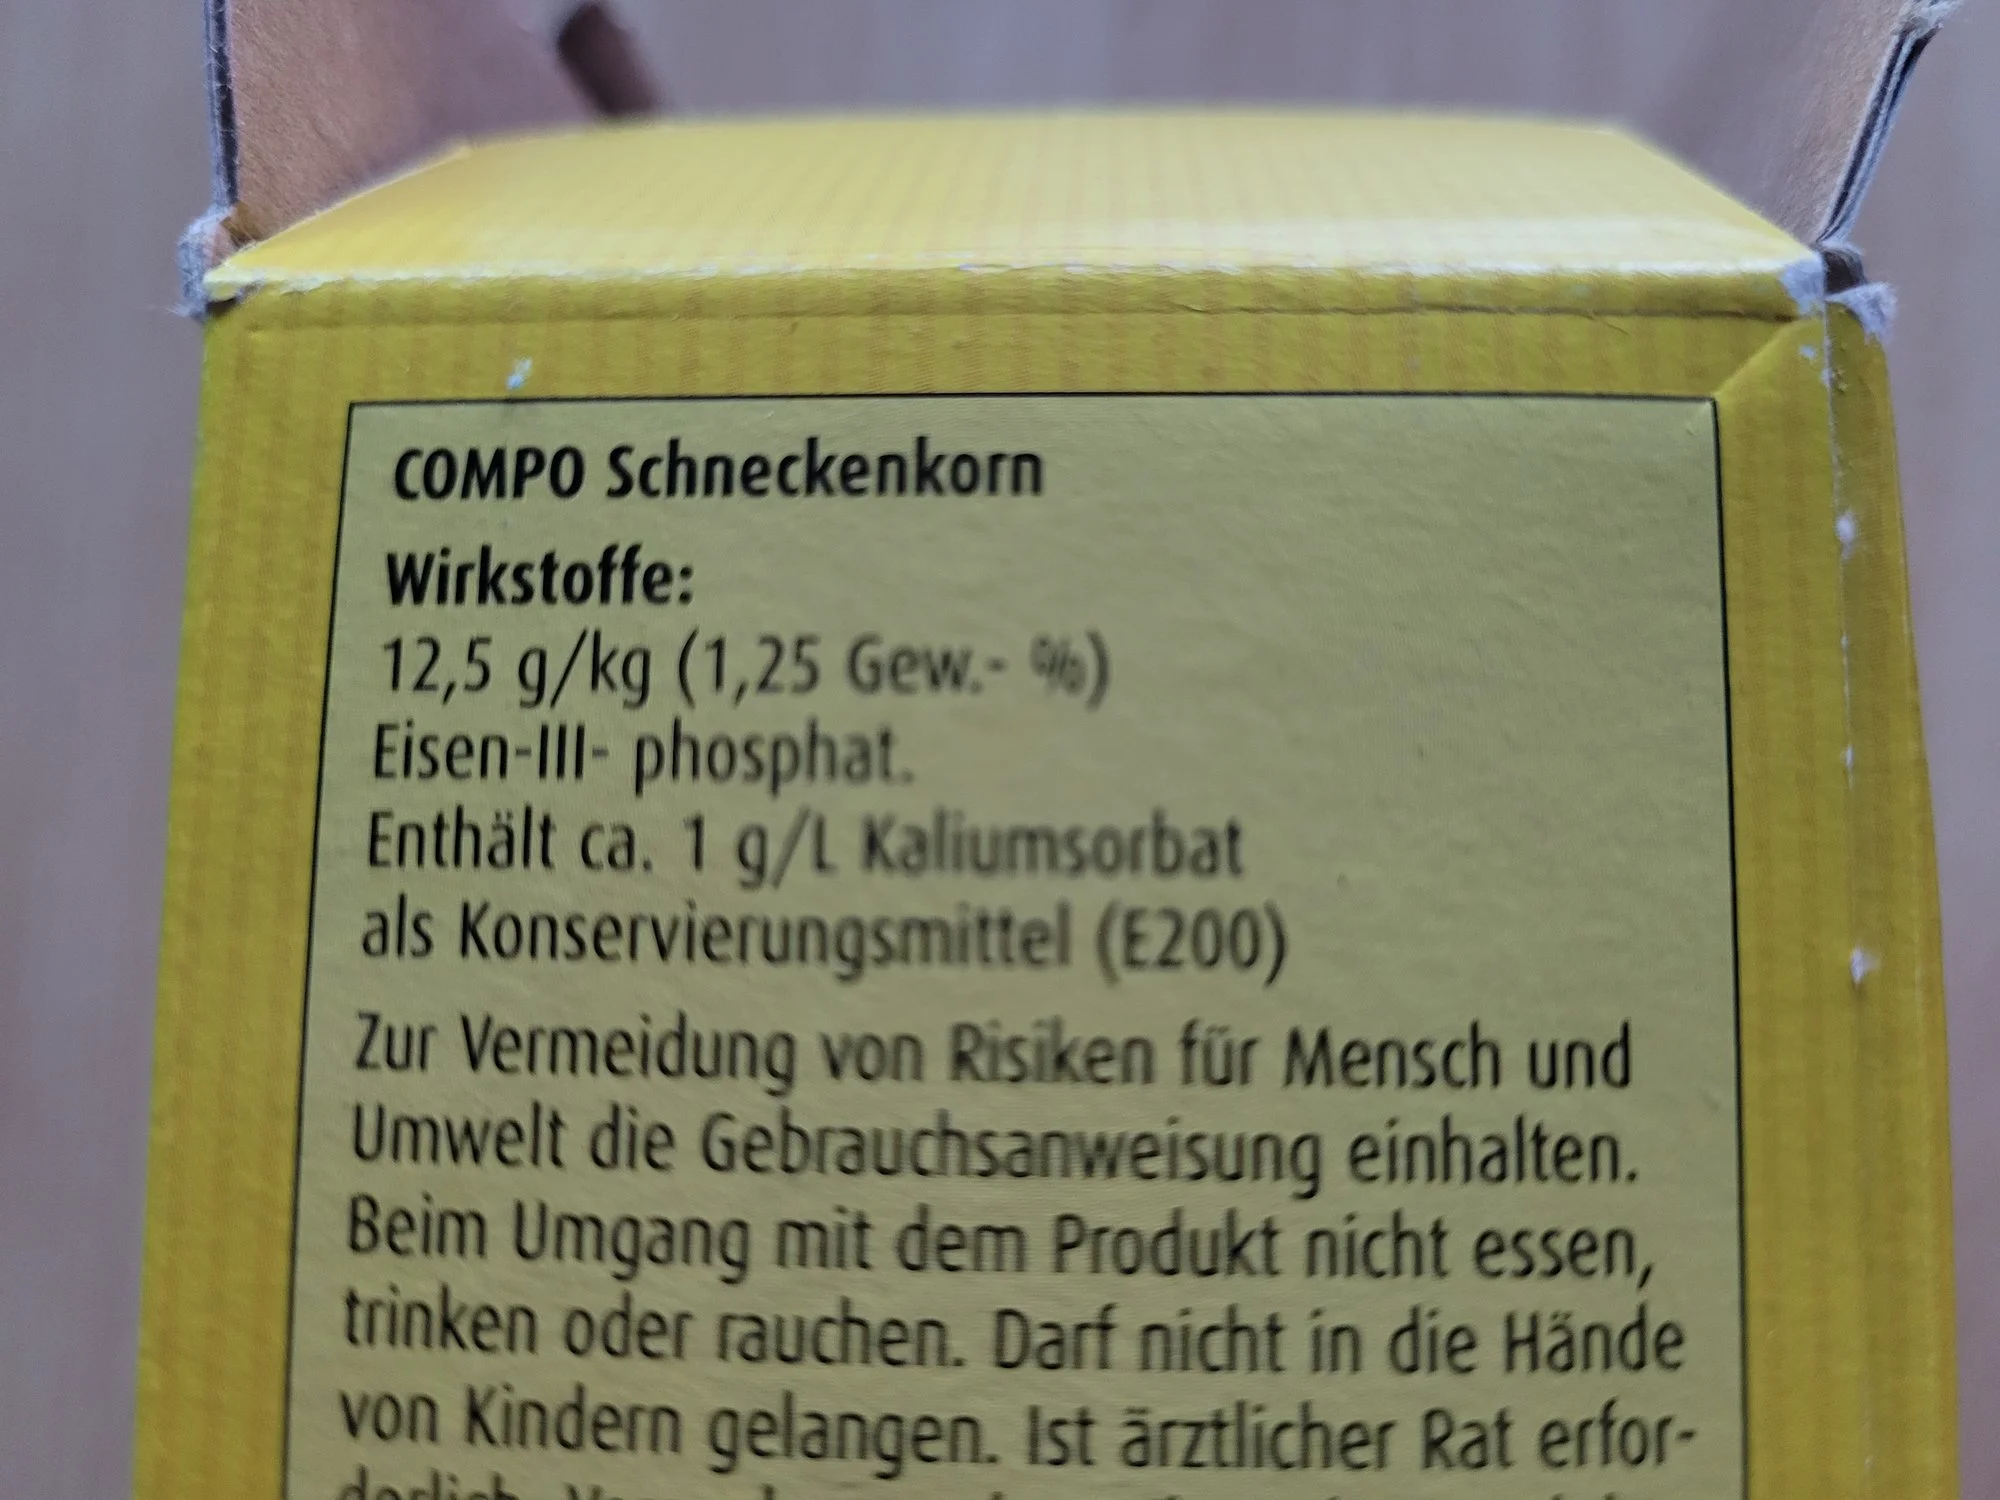 COMPO Schneckenkorn
Wirkstoffe:
12,5 g/kg (1,25 Gew.- %)
Eisen-III- phosphat.
Enthält ca. 1 g/L Kaliumsorbat
als Konservierungsmittel (E200)
Zur Vermeidung von Risiken für Mensch und
Umwelt die Gebrauchsanweisung einhalten.
Beim Umgang mit dem Produkt nicht essen,
trinken oder rauchen. Darf nicht in die Hände
von Kindern gelangen. Ist ärztlicher Rat erfor-